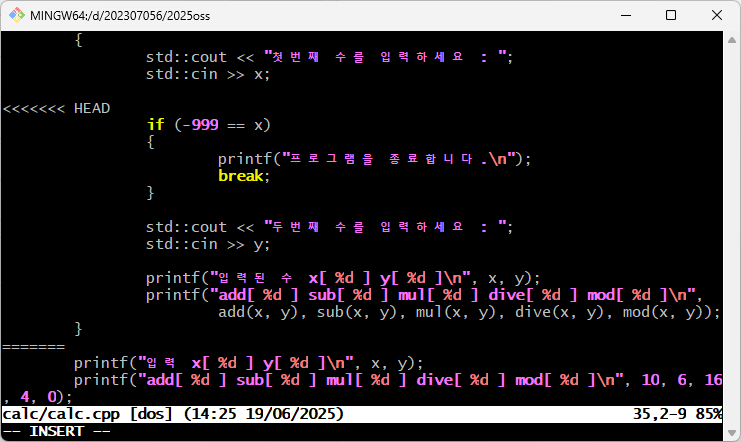 MINGW64:/d/202307056/2025oss
{
std::cout << "첫번째 수를 입력하세요 : ";
std::cin >> x;
<<<<<<< HEAD
if (-999 == x)
{
printf("프로그램을 종료합니다.\n");
break;
}
std::cout << "두번째 수를 입력하세요 : ";
std::cin >> y;
printf("입력된 수 x[ %d ] y[ %d ]\n", x, y);
printf("add[ %d ] sub[ %d ] mul[ %d ] dive[ %d ] mod[ %d ]\n",
add(x, y), sub(x, y), mul(x, y), dive(x, y), mod(x, y));
}
=======
printf("입력 x[ %d ] y[ %d ]\n", x, y);
printf("add[ %d ] sub[ %d ] mul[ %d ] dive[ %d ] mod[ %d ]\n", 10, 6, 16
, 4, 0);
calc/calc.cpp [dos] (14:25 19/06/2025) 35,2-9 85%
-- INSERT --